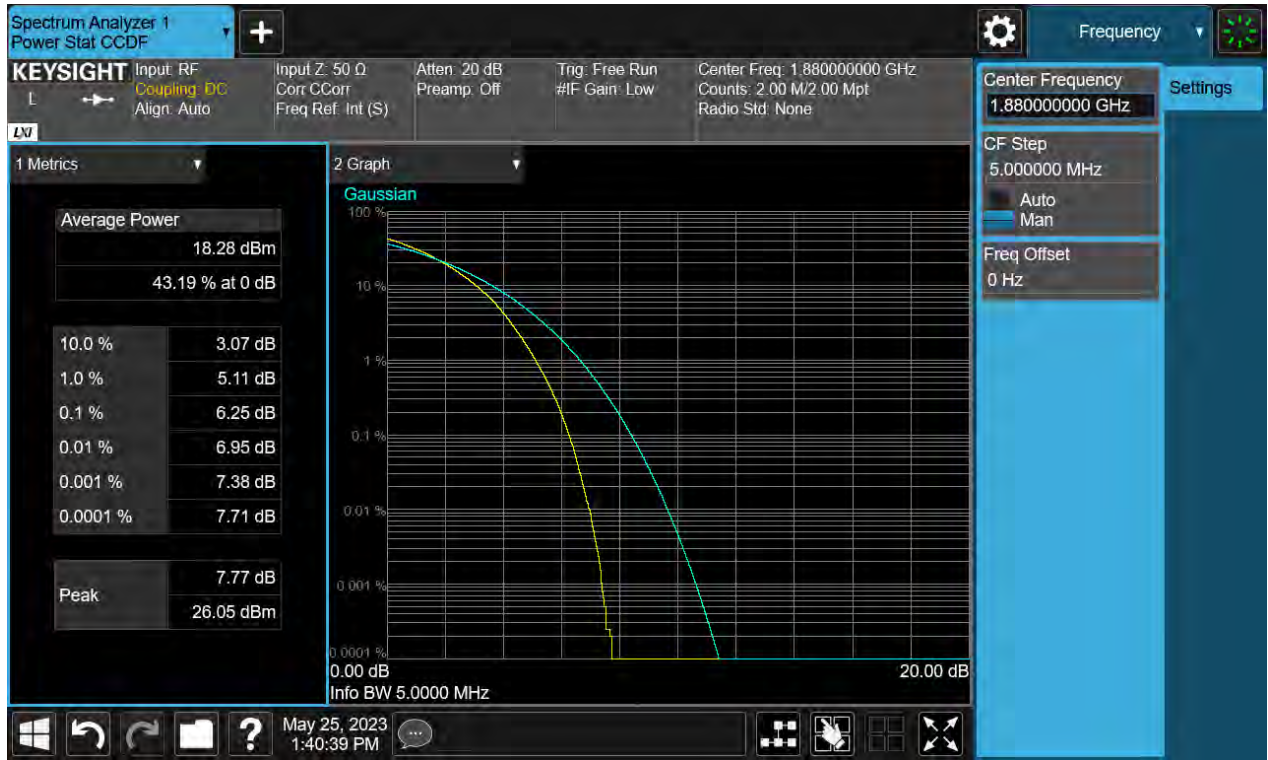 Spectrum Analyzer 1
Power Stat CCDF
Frequency
KEYSIGHT
L
LXI
Input: RF
Coupling: DC
Align: Auto
Input Z: 50 Ω
Corr CCorr
Freq Ref: Int (S)
Atten: 20 dB
Preamp: Off
Trig: Free Run
#IF Gain: Low
Center Freq: 1.880000000 GHz
Counts: 2.00 M/2.00 Mpt
Radio Std: None
Center Frequency
1.880000000 GHz
Settings
CF Step
5.000000 MHz
Auto
Man
Freq Offset
0 Hz
1 Metrics
Average Power
18.28 dBm
43.19 % at 0 dB
10.0 % 3.07 dB
1.0 % 5.11 dB
0.1 % 6.25 dB
0.01 % 6.95 dB
0.001 % 7.38 dB
0.0001 % 7.71 dB
Peak 7.77 dB
26.05 dBm
2 Graph
Gaussian
100 %
10 %
1 %
0.1 %
0.01 %
0.001 %
0.0001 %
0.00 dB 20.00 dB
Info BW 5.0000 MHz
?
May 25, 2023
1:40:39 PM